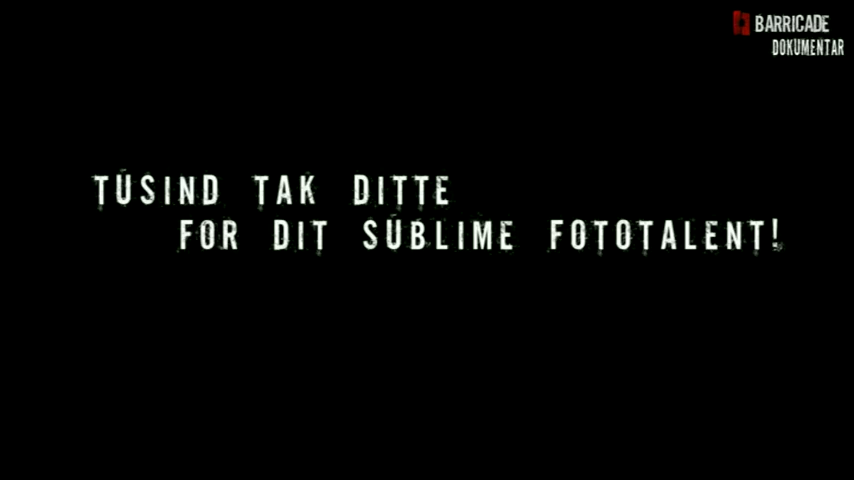 BARRICADE
DOKUMENTAR
TUSIND TAK DITTE
FOR DIT SUBLIME FOTOTALENT!